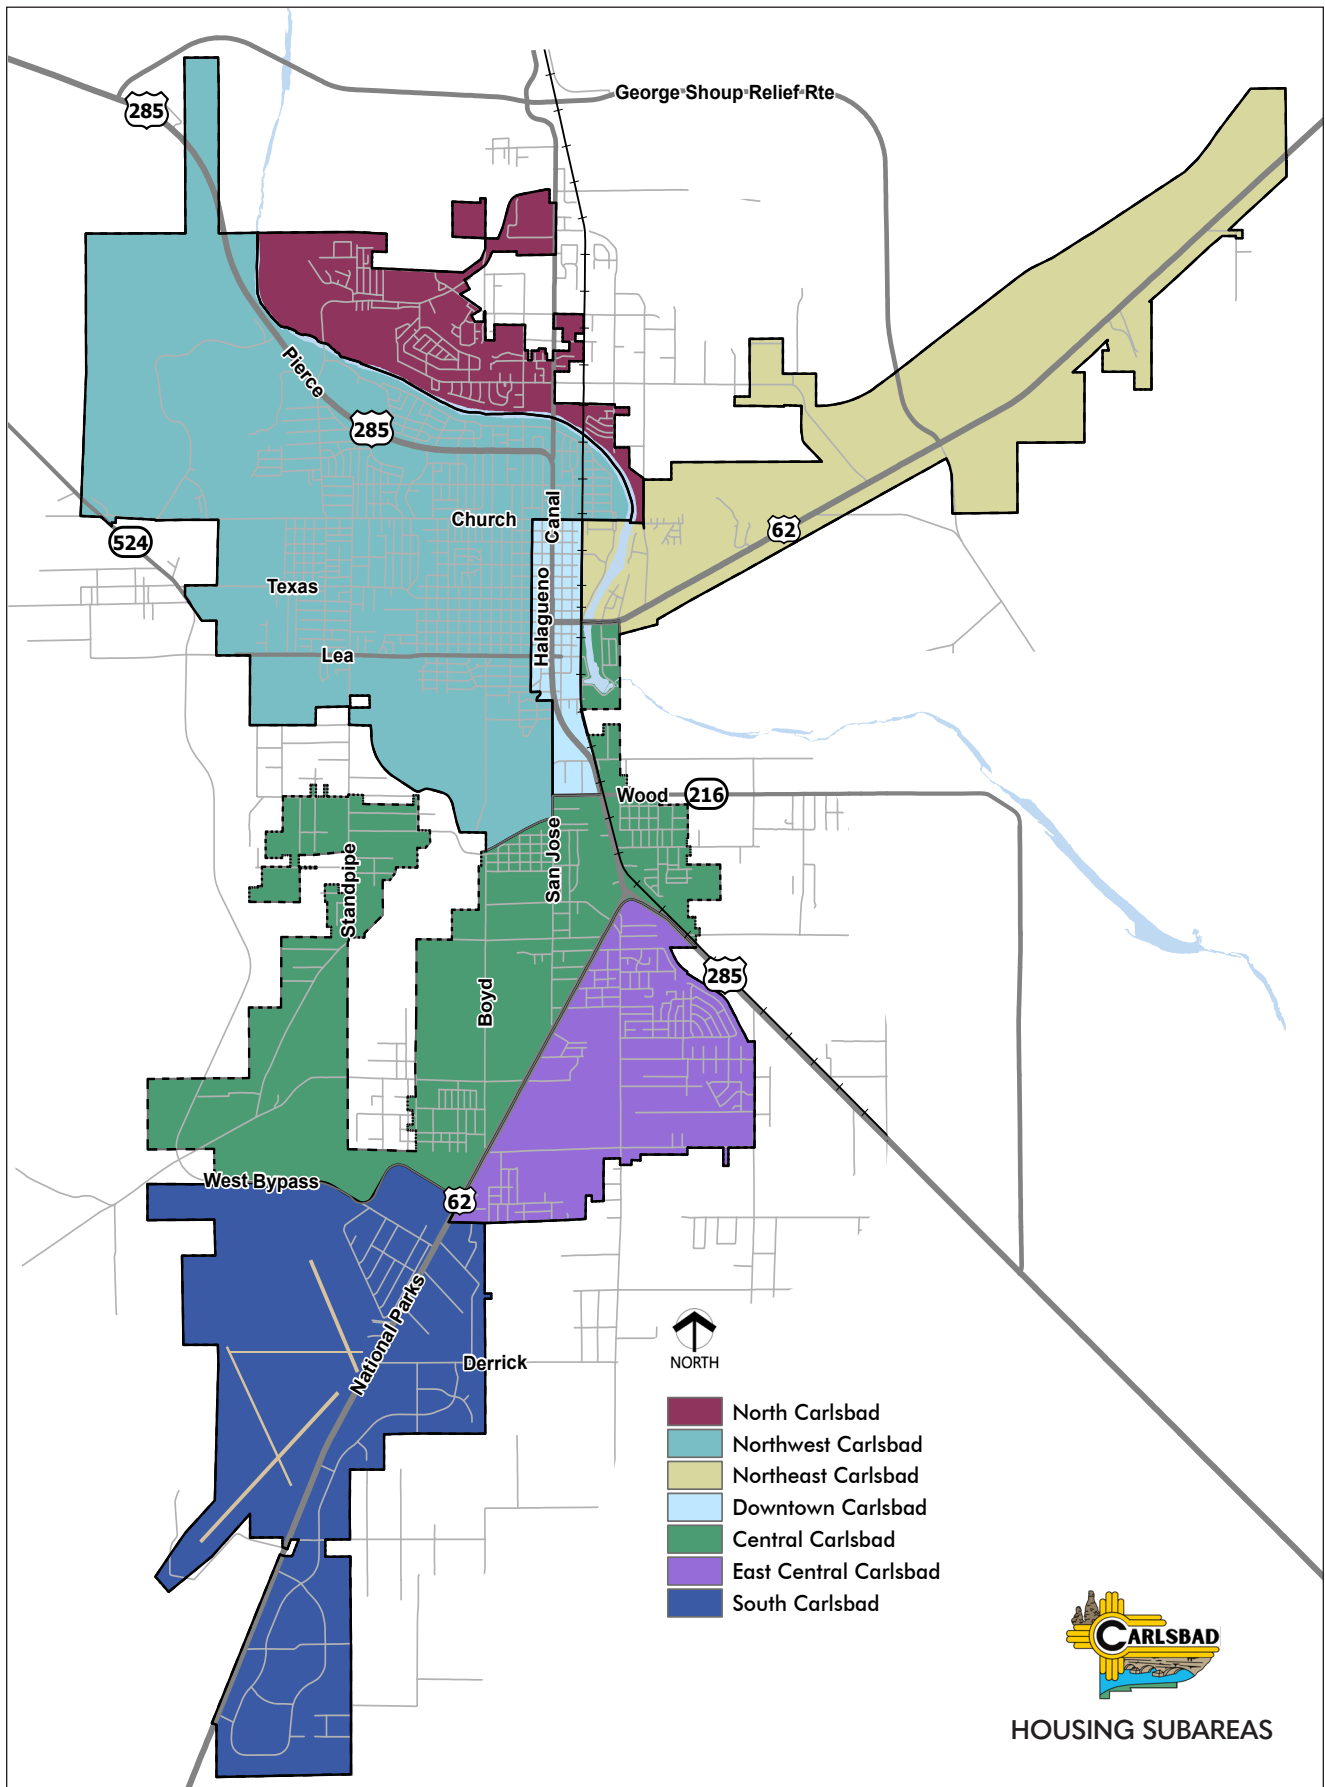 George Shoup Relief Rte
285
Pierce
285
Canal
Church
62
524
Halagueno
Texas
Lea
Wood
216
San Jose
Standpipe
285
Boyd
West Bypass
62
National Parks
NORTH
Derrick
North Carlsbad
Northwest Carlsbad
Northeast Carlsbad
Downtown Carlsbad
Central Carlsbad
East Central Carlsbad
South Carlsbad
CARLSBAD
HOUSING SUBAREAS